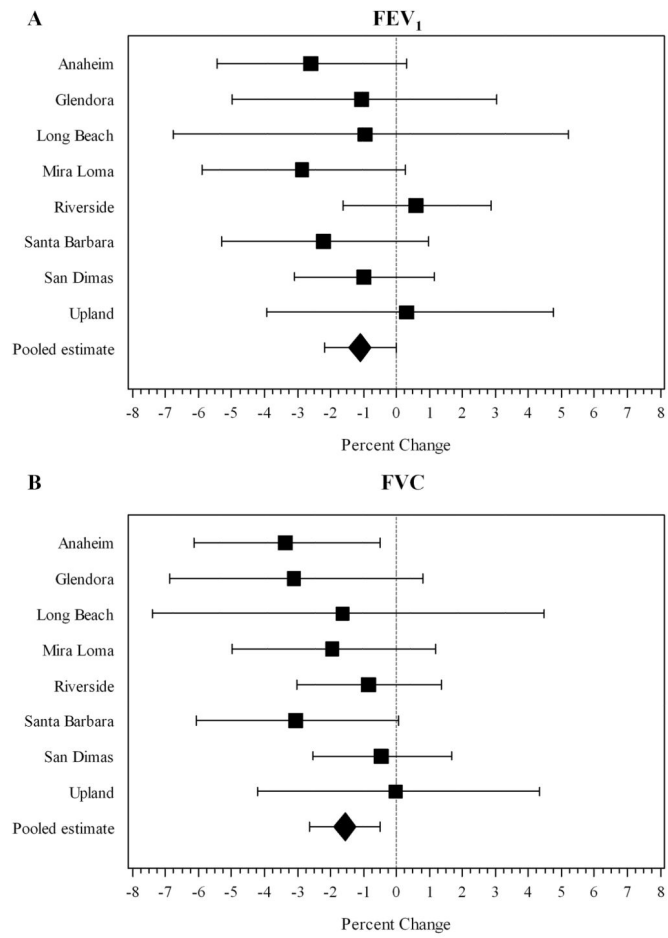 A FEV1
Anaheim
Glendora
Long Beach
Mira Loma
Riverside
Santa Barbara
San Dimas
Upland
Pooled estimate
-8 -7 -6 -5 -4 -3 -2 -1 0 1 2 3 4 5 6 7 8
Percent Change
B FVC
Anaheim
Glendora
Long Beach
Mira Loma
Riverside
Santa Barbara
San Dimas
Upland
Pooled estimate
-8 -7 -6 -5 -4 -3 -2 -1 0 1 2 3 4 5 6 7 8
Percent Change